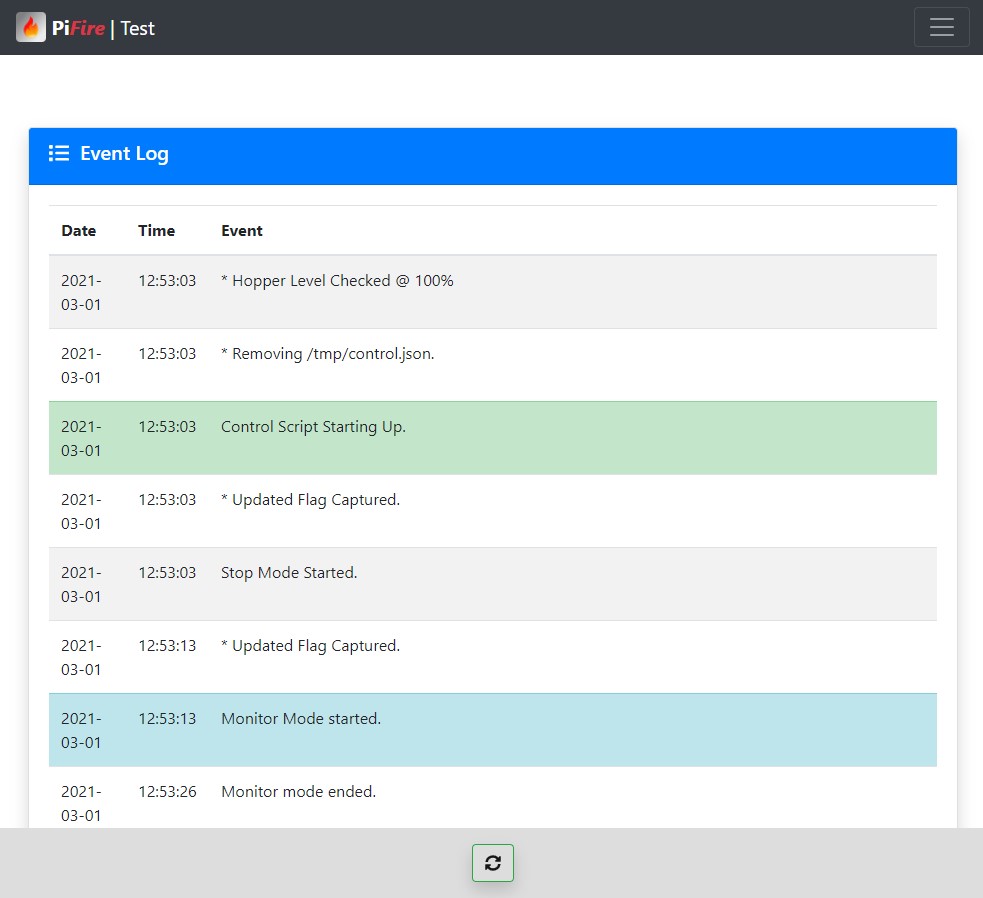 PiFire | Test
Event Log
Date Time Event
2021- 12:53:03 * Hopper Level Checked @ 100%
03-01
2021- 12:53:03 * Removing /tmp/control.json.
03-01
2021- 12:53:03 Control Script Starting Up.
03-01
2021- 12:53:03 * Updated Flag Captured.
03-01
2021- 12:53:03 Stop Mode Started.
03-01
2021- 12:53:13 * Updated Flag Captured.
03-01
2021- 12:53:13 Monitor Mode started.
03-01
2021- 12:53:26 Monitor mode ended.
03-01